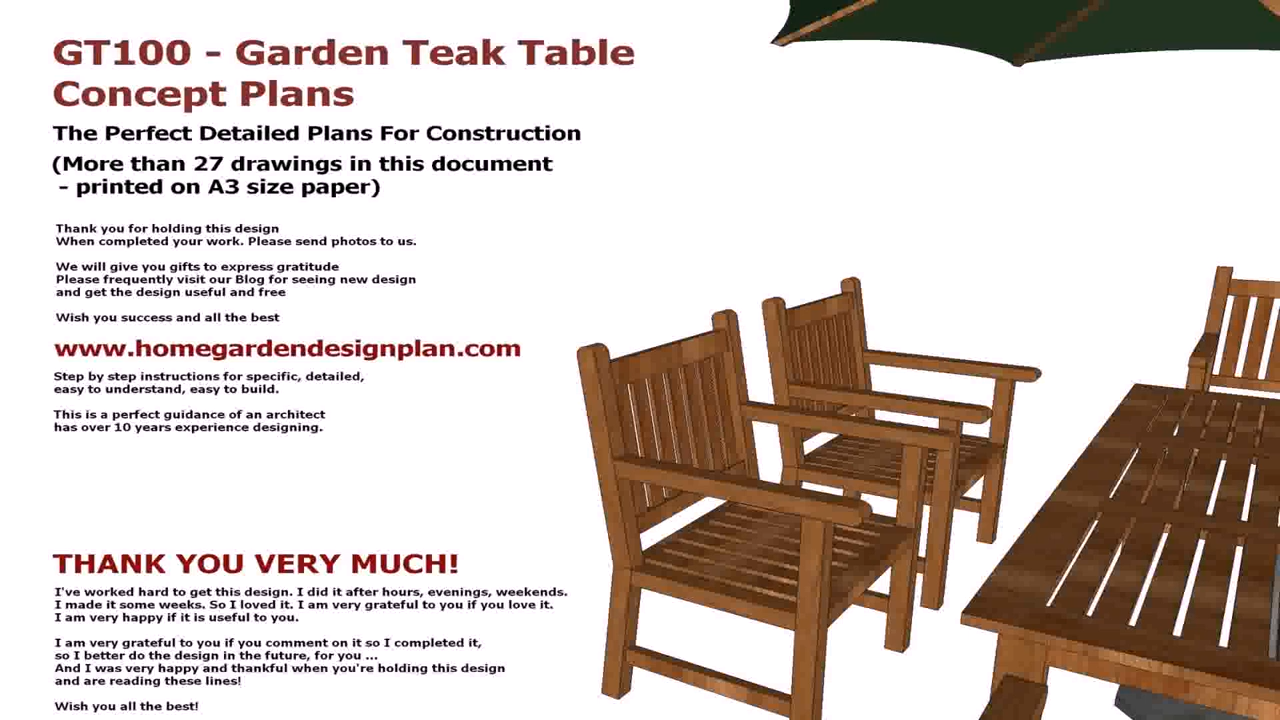 GT100 - Garden Teak Table
Concept Plans
The Perfect Detailed Plans For Construction
(More than 27 drawings in this document
- printed on A3 size paper)
Thank you for holding this design
When completed your work. Please send photos to us.
We will give you gifts to express gratitude
Please frequently visit our Blog for seeing new design
and get the design useful and free
Wish you success and all the best
www.homegardendesignplan.com
Step by step instructions for specific, detailed,
easy to understand, easy to build.
This is a perfect guidance of an architect
has over 10 years experience designing.
THANK YOU VERY MUCH!
I've worked hard to get this design. I did it after hours, evenings, weekends.
I made it some weeks. So I loved it. I am very grateful to you if you love it.
I am very happy if it is useful to you.
I am very grateful to you if you comment on it so I completed it,
so I better do the design in the future, for you ...
And I was very happy and thankful when you're holding this design
and are reading these lines!
Wish you all the best!